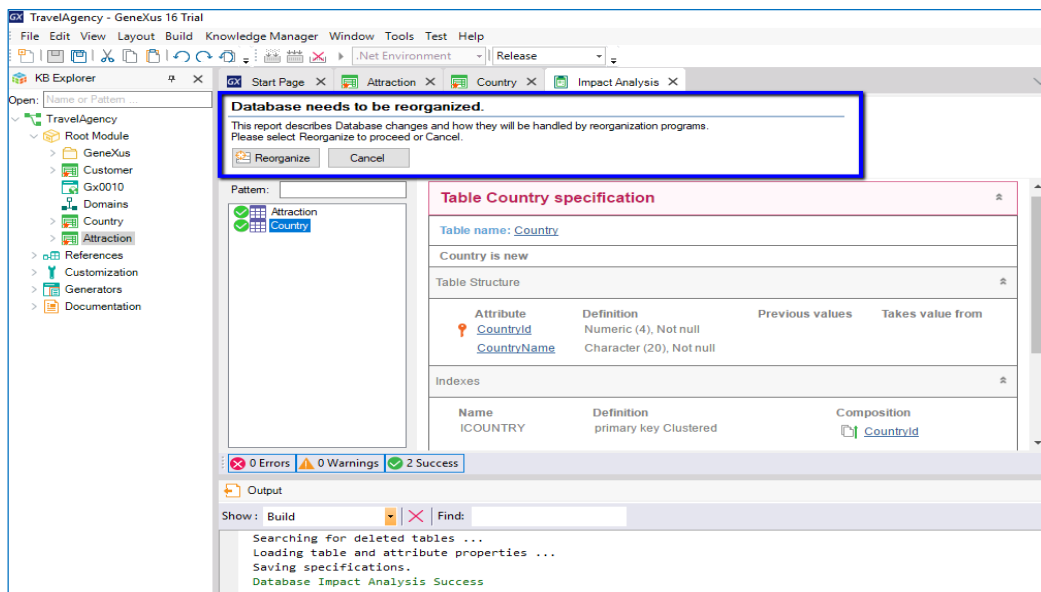 GX TravelAgency - GeneXus 16 Trial
File Edit View Layout Build Knowledge Manager Window Tools Test Help
.Net Environment Release
KB Explorer
Open: Name or Pattern ...
TravelAgency
Root Module
GeneXus
Customer
Gx0010
Domains
Country
Attraction
References
Customization
Generators
Documentation
GX Start Page Attraction Country Impact Analysis
Database needs to be reorganized.
This report describes Database changes and how they will be handled by reorganization programs.
Please select Reorganize to proceed or Cancel.
Reorganize Cancel
Pattern:
Attraction
Country
Table Country specification
Table name: Country
Country is new
Table Structure
Attribute Definition Previous values Takes value from
CountryId Numeric (4), Not null
CountryName Character (20), Not null
Indexes
Name Definition Composition
ICOUNTRY primary key Clustered CountryId
0 Errors 0 Warnings 2 Success
Output
Show: Build Find:
Searching for deleted tables ...
Loading table and attribute properties ...
Saving specifications.
Database Impact Analysis Success